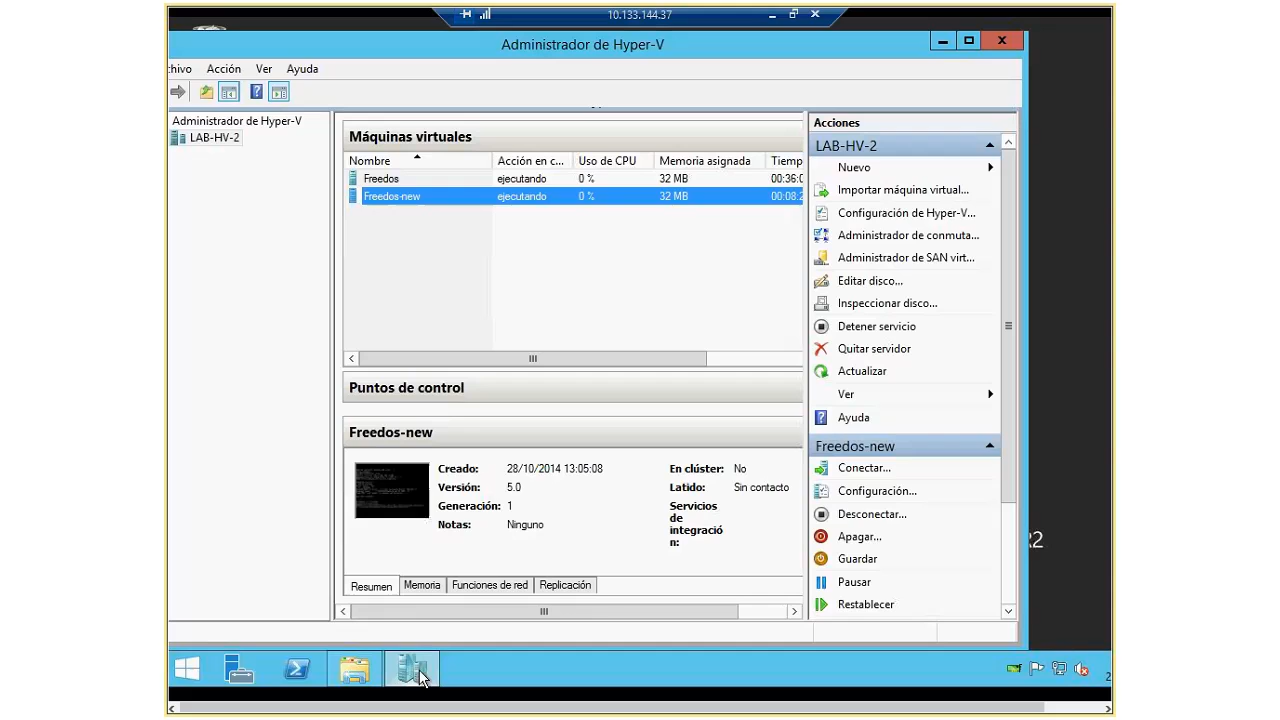 10.133.144.37
Administrador de Hyper-V
hivo Acción Ver Ayuda
Administrador de Hyper-V
LAB-HV-2
Máquinas virtuales
Nombre Acción en c... Uso de CPU Memoria asignada Tiemp
Freedos ejecutando 0 % 32 MB 00:36:0
Freedos-new ejecutando 0 % 32 MB 00:08:2
Puntos de control
Freedos-new
Creado: 28/10/2014 13:05:08 En clúster: No
Versión: 5.0 Latido: Sin contacto
Generación: 1 Servicios
de
integració
n:
Notas: Ninguno
Resumen Memoria Funciones de red Replicación
Acciones
LAB-HV-2
Nuevo
Importar máquina virtual...
Configuración de Hyper-V...
Administrador de conmuta...
Administrador de SAN virt...
Editar disco...
Inspeccionar disco...
Detener servicio
Quitar servidor
Actualizar
Ver
Ayuda
Freedos-new
Conectar...
Configuración...
Desconectar...
Apagar...
Guardar
Pausar
Restablecer
R2
2